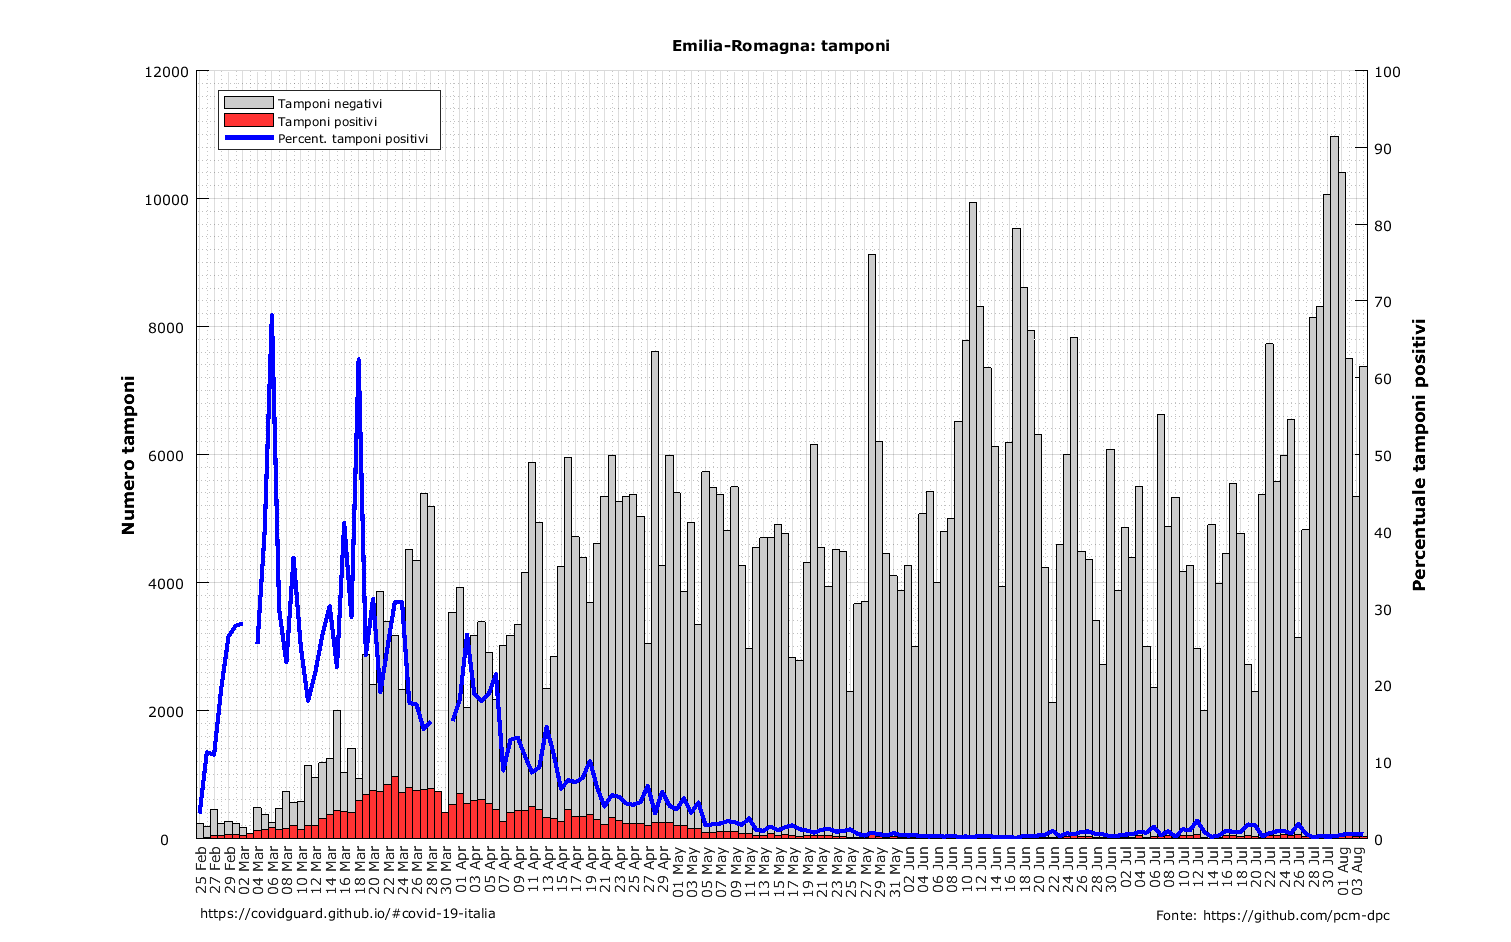 Emilia-Romagna: tamponi
12000
10000
8000
6000
4000
2000
0
Numero tamponi
Tamponi negativi
Tamponi positivi
Percent. tamponi positivi
100
90
80
70
60
50
40
30
20
10
0
Percentuale tamponi positivi
25 Feb
27 Feb
29 Feb
02 Mar
04 Mar
06 Mar
08 Mar
10 Mar
12 Mar
14 Mar
16 Mar
18 Mar
20 Mar
22 Mar
24 Mar
26 Mar
28 Mar
30 Mar
01 Apr
03 Apr
05 Apr
07 Apr
09 Apr
11 Apr
13 Apr
15 Apr
17 Apr
19 Apr
21 Apr
23 Apr
25 Apr
27 Apr
29 Apr
01 May
03 May
05 May
07 May
09 May
11 May
13 May
15 May
17 May
19 May
21 May
23 May
25 May
27 May
29 May
31 May
02 Jun
04 Jun
06 Jun
08 Jun
10 Jun
12 Jun
14 Jun
16 Jun
18 Jun
20 Jun
22 Jun
24 Jun
26 Jun
28 Jun
30 Jun
02 Jul
04 Jul
06 Jul
08 Jul
10 Jul
12 Jul
14 Jul
16 Jul
18 Jul
20 Jul
22 Jul
24 Jul
26 Jul
28 Jul
30 Jul
01 Aug
03 Aug
https://covidguard.github.io/#covid-19-italia
Fonte: https://github.com/pcm-dpc